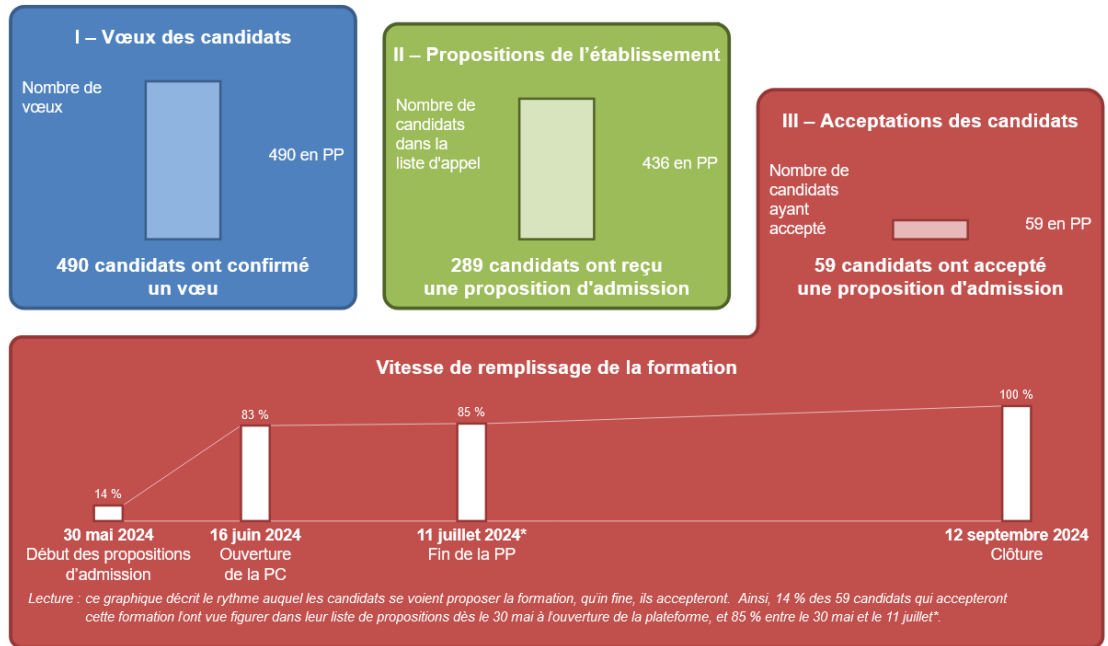 I – Vœux des candidats
Nombre de
vœux
490 en PP
490 candidats ont confirmé
un vœu
II – Propositions de l'établissement
Nombre de
candidats
dans la
liste d'appel
436 en PP
289 candidats ont reçu
une proposition d'admission
III – Acceptations des candidats
Nombre de
candidats
ayant
accepté
59 en PP
59 candidats ont accepté
une proposition d'admission
Vitesse de remplissage de la formation
14 %
83 %
85 %
100 %
30 mai 2024
Début des propositions
d'admission
16 juin 2024
Ouverture
de la PC
11 juillet 2024*
Fin de la PP
12 septembre 2024
Clôture
Lecture : ce graphique décrit le rythme auquel les candidats se voient proposer la formation, qu'in fine, ils accepteront. Ainsi, 14 % des 59 candidats qui accepteront
cette formation l'ont vue figurer dans leur liste de propositions dès le 30 mai à l'ouverture de la plateforme, et 85 % entre le 30 mai et le 11 juillet*.